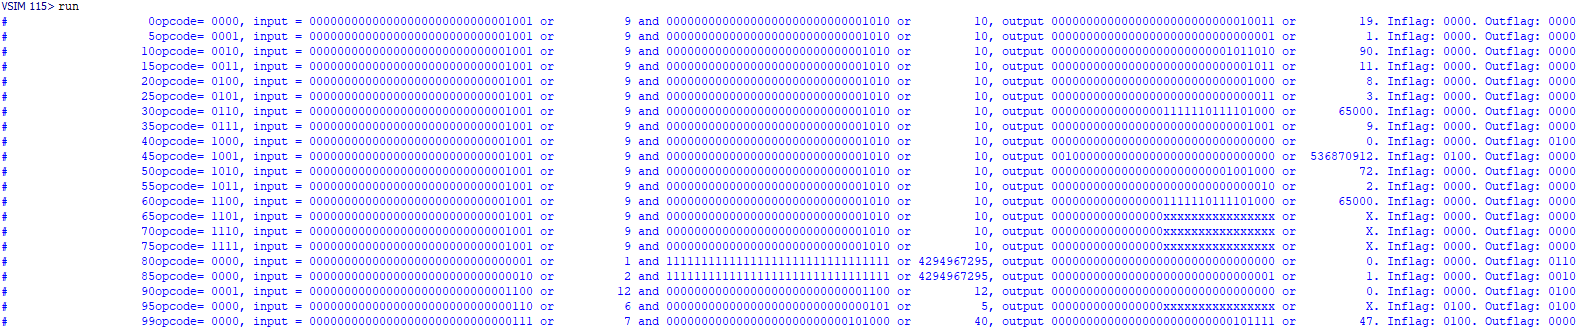 VSIM 115> run
# 0opcode= 0000, input = 00000000000000000000000000001001 or 9 and 00000000000000000000000000001010 or 10, output 00000000000000000000000000010011 or 19. Inflag: 0000. Outflag: 0000
# 5opcode= 0001, input = 00000000000000000000000000001001 or 9 and 00000000000000000000000000001010 or 10, output 00000000000000000000000000000001 or 1. Inflag: 0000. Outflag: 0000
# 10opcode= 0010, input = 00000000000000000000000000001001 or 9 and 00000000000000000000000000001010 or 10, output 00000000000000000000000001011010 or 90. Inflag: 0000. Outflag: 0000
# 15opcode= 0011, input = 00000000000000000000000000001001 or 9 and 00000000000000000000000000001010 or 10, output 00000000000000000000000000001011 or 11. Inflag: 0000. Outflag: 0000
# 20opcode= 0100, input = 00000000000000000000000000001001 or 9 and 00000000000000000000000000001010 or 10, output 00000000000000000000000000001000 or 8. Inflag: 0000. Outflag: 0000
# 25opcode= 0101, input = 00000000000000000000000000001001 or 9 and 00000000000000000000000000001010 or 10, output 00000000000000000000000000000011 or 3. Inflag: 0000. Outflag: 0000
# 30opcode= 0110, input = 00000000000000000000000000001001 or 9 and 00000000000000000000000000001010 or 10, output 00000000000000001111110111101000 or 65000. Inflag: 0000. Outflag: 0000
# 35opcode= 0111, input = 00000000000000000000000000001001 or 9 and 00000000000000000000000000001010 or 10, output 00000000000000000000000000001001 or 9. Inflag: 0000. Outflag: 0000
# 40opcode= 1000, input = 00000000000000000000000000001001 or 9 and 00000000000000000000000000001010 or 10, output 00000000000000000000000000000000 or 0. Inflag: 0000. Outflag: 0100
# 45opcode= 1001, input = 00000000000000000000000000001001 or 9 and 00000000000000000000000000001010 or 10, output 00100000000000000000000000000000 or 536870912. Inflag: 0100. Outflag: 0000
# 50opcode= 1010, input = 00000000000000000000000000001001 or 9 and 00000000000000000000000000001010 or 10, output 00000000000000000000000001001000 or 72. Inflag: 0000. Outflag: 0000
# 55opcode= 1011, input = 00000000000000000000000000001001 or 9 and 00000000000000000000000000001010 or 10, output 00000000000000000000000000000010 or 2. Inflag: 0000. Outflag: 0000
# 60opcode= 1100, input = 00000000000000000000000000001001 or 9 and 00000000000000000000000000001010 or 10, output 00000000000000001111110111101000 or 65000. Inflag: 0000. Outflag: 0000
# 65opcode= 1101, input = 00000000000000000000000000001001 or 9 and 00000000000000000000000000001010 or 10, output 0000000000000000xxxxxxxxxxxxxxxx or X. Inflag: 0000. Outflag: 0000
# 70opcode= 1110, input = 00000000000000000000000000001001 or 9 and 00000000000000000000000000001010 or 10, output 0000000000000000xxxxxxxxxxxxxxxx or X. Inflag: 0000. Outflag: 0000
# 75opcode= 1111, input = 00000000000000000000000000001001 or 9 and 00000000000000000000000000001010 or 10, output 0000000000000000xxxxxxxxxxxxxxxx or X. Inflag: 0000. Outflag: 0000
# 80opcode= 0000, input = 00000000000000000000000000000001 or 1 and 11111111111111111111111111111111 or 4294967295, output 00000000000000000000000000000000 or 0. Inflag: 0000. Outflag: 0110
# 85opcode= 0000, input = 00000000000000000000000000000010 or 2 and 11111111111111111111111111111111 or 4294967295, output 00000000000000000000000000000001 or 1. Inflag: 0000. Outflag: 0010
# 90opcode= 0001, input = 00000000000000000000000000001100 or 12 and 00000000000000000000000000001100 or 12, output 00000000000000000000000000000000 or 0. Inflag: 0000. Outflag: 0100
# 95opcode= 0000, input = 00000000000000000000000000000110 or 6 and 00000000000000000000000000000101 or 5, output 0000000000000000xxxxxxxxxxxxxxxx or X. Inflag: 0100. Outflag: 0100
# 99opcode= 0000, input = 00000000000000000000000000000111 or 7 and 00000000000000000000000000101000 or 40, output 00000000000000000000000000101111 or 47. Inflag: 0100. Outflag: 0100